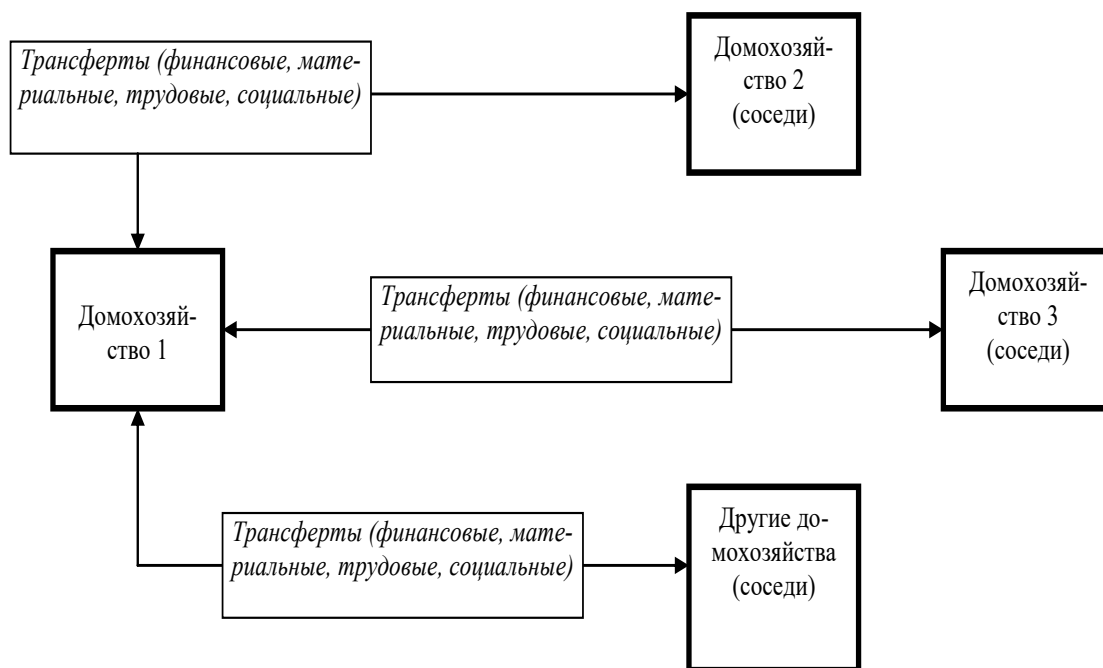 Трансферты (финансовые, мате-
риальные, трудовые, социальные)
Домохозяй-
ство 2
(соседи)
Домохозяй-
ство 1
Трансферты (финансовые, мате-
риальные, трудовые, социальные)
Домохозяй-
ство 3
(соседи)
Трансферты (финансовые, мате-
риальные, трудовые, социальные)
Другие до-
мохозяйства
(соседи)